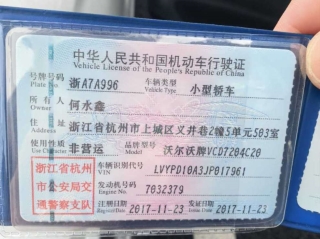 中华人民共和国机动车行驶证
Vehicle License of the People's Republic of China
号牌号码 浙A7A996 车辆类型 小型轿车
Plate No. Vehicle Type
所有人 何水鑫
Owner
住址 浙江省杭州市上城区义井巷2幢5单元503室
Address
使用性质 非营运 品牌型号 沃尔沃牌VCD7204C20
Use Character Model
浙江省杭州
市公安局交
通警察支队
车辆识别代号 LVYPD10A3JP017961
VIN
发动机号码 7032379
Engine No.
注册日期 2017-11-23 发证日期 2017-11-23
Register Date Issue Date